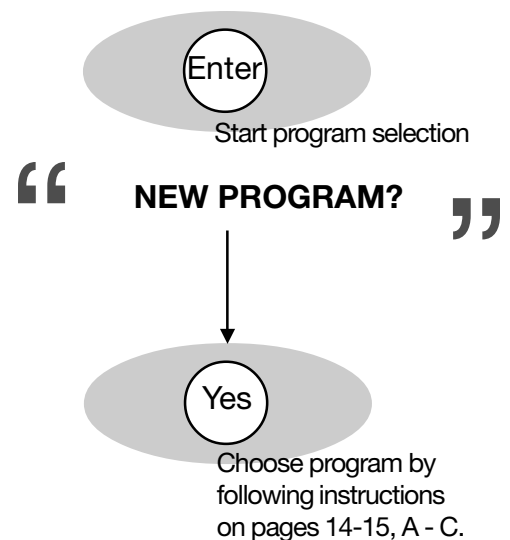 Enter
Start program selection
“ NEW PROGRAM? ”
Yes
Choose program by
following instructions
on pages 14-15, A - C.